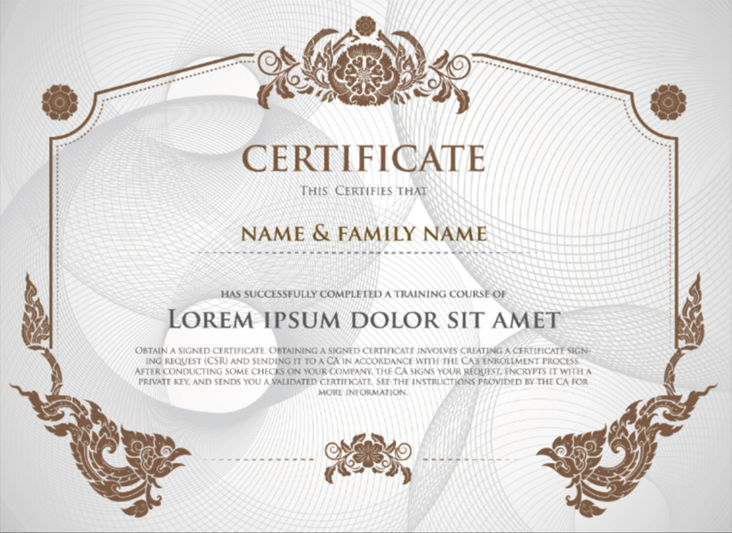 CERTIFICATE
THIS CERTIFIES THAT
NAME & FAMILY NAME
HAS SUCCESSFULLY COMPLETED A TRAINING COURSE OF
LOREM IPSUM DOLOR SIT AMET
OBTAIN A SIGNED CERTIFICATE. OBTAINING A SIGNED CERTIFICATE INVOLVES CREATING A CERTIFICATE SIGN-
ING REQUEST (CSR) AND SENDING IT TO A CA IN ACCORDANCE WITH THE CA'S ENROLLMENT PROCESS.
AFTER CONDUCTING SOME CHECKS ON YOUR COMPANY, THE CA SIGNS YOUR REQUEST, ENCRYPTS IT WITH A
PRIVATE KEY, AND SENDS YOU A VALIDATED CERTIFICATE. SEE THE INSTRUCTIONS PROVIDED BY THE CA FOR
MORE INFORMATION.